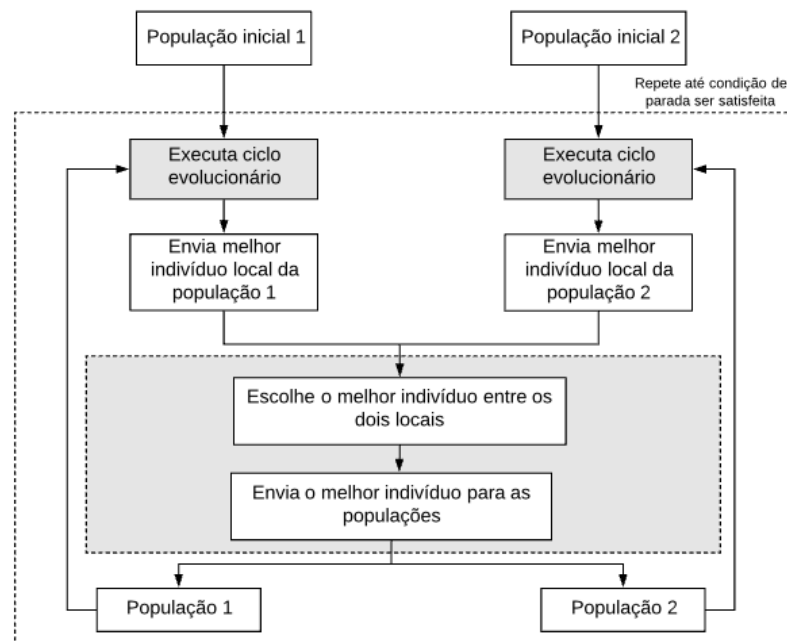 População inicial 1
População inicial 2
Repete até condição de
parada ser satisfeita
Executa ciclo
evolucionário
Executa ciclo
evolucionário
Envia melhor
indivíduo local da
população 1
Envia melhor
indivíduo local da
população 2
Escolhe o melhor indivíduo entre os
dois locais
Envia o melhor indivíduo para as
populações
População 1
População 2